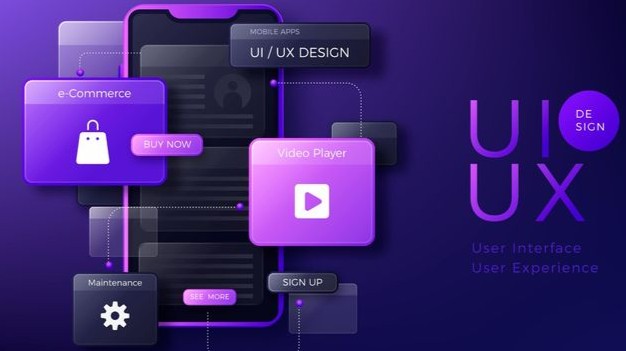 MOBILE APPS
UI / UX DESIGN
e-Commerce
BUY NOW
Video Player
Maintenance
SEE MORE
SIGN UP
UI
DE
SIGN
UX
User Interface
User Experience